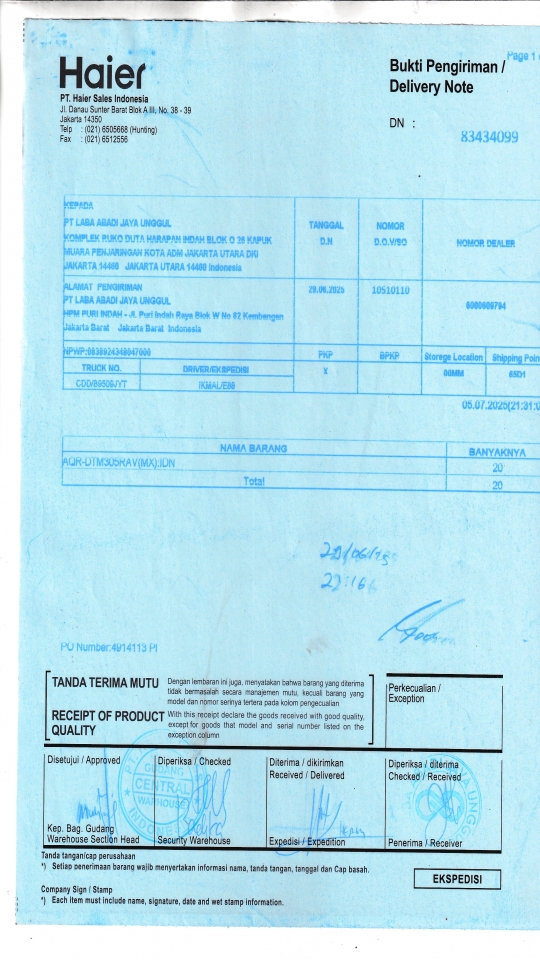 Page 1
Haier
PT. Haier Sales Indonesia
Jl. Danau Sunter Barat Blok A III, No. 38 - 39
Jakarta 14350
Telp : (021) 6505668 (Hunting)
Fax : (021) 6512556
Bukti Pengiriman /
Delivery Note
DN :
83434099
KEPADA
PT LABA ABADI JAYA UNGGUL
KOMPLEK RUKO DUTA HARAPAN INDAH BLOK O 25 KAPUK
MUARA PENJARINGAN KOTA ADM JAKARTA UTARA DKI
JAKARTA 14460 JAKARTA UTARA 14460 Indonesia
TANGGAL
D.N
NOMOR
D.O.V/SO
NOMOR DEALER
ALAMAT PENGIRIMAN
PT LABA ABADI JAYA UNGGUL
HPM PURI INDAH - Jl. Puri Indah Raya Blok W No 82 Kembangan
Jakarta Barat Jakarta Barat Indonesia
10510110
NPWP:
PKP
BPKP
Storege Location
Shipping Poin
TRUCK NO.
DRIVER/EKSPEDISI
X
CDD/B9509JYT
05.07.2025(21:31:0
NAMA BARANG
BANYAKNYA
AQR-DTM305RAV(MX):IDN
20
Total
20
PO Number:4914113 PI
TANDA TERIMA MUTU
Dengan lembaran ini juga, menyatakan bahwa barang yang diterima
tidak bermasalah secara manajemen mutu, kecuali barang yang
model dan nomor serinya tertera pada kolom pengecualian
RECEIPT OF PRODUCT
QUALITY
With this receipt declare the goods received with good quality,
except for goods that model and serial number listed on the
exception column
Perkecualian /
Exception
Disetujui / Approved
Diperiksa / Checked
Diterima / dikirimkan
Received / Delivered
Diperiksa / diterima
Checked / Received
GUDANG
CENTRAL
WAREHOUSE
Kep. Bag. Gudang
Warehouse Section Head
Security Warehouse
Expedisi / Expedition
Penerima / Receiver
Tanda tangan/cap perusahaan
*) Setiap penerimaan barang wajib menyertakan informasi nama, tanda tangan, tanggal dan Cap basah.
EKSPEDISI
Company Sign / Stamp
*) Each item must include name, signature, date and wet stamp information.